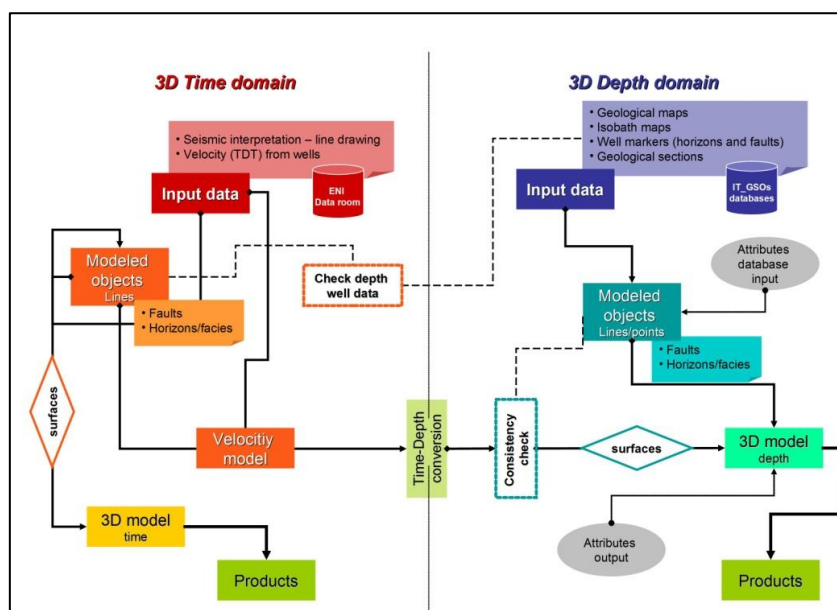 3D Time domain
3D Depth domain
• Seismic interpretation – line drawing
• Velocity (TDT) from wells
Input data
ENI
Data room
• Geological maps
• Isobath maps
• Well markers (horizons and faults)
• Geological sections
Input data
IT_GSOs
databases
Modeled
objects
Lines
• Faults
• Horizons/facies
Check depth
well data
Attributes
database
input
Modeled
objects
Lines/points
• Faults
• Horizons/facies
surfaces
Velocitiy
model
Time-Depth
conversion
Consistency
check
surfaces
3D model
depth
3D model
time
Attributes
output
Products
Products